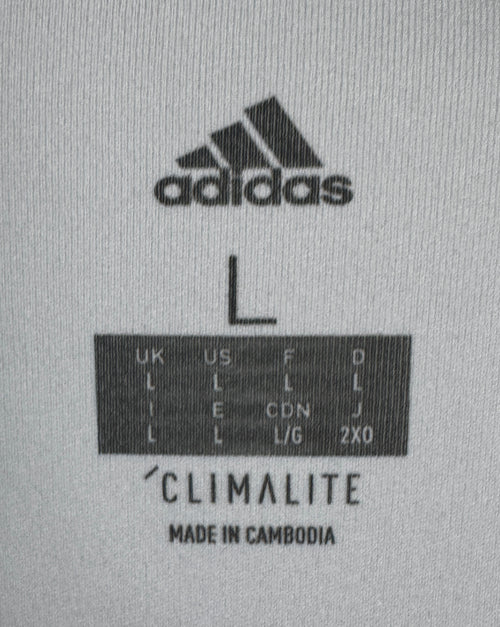 adidas
L
UK US F D
L L L L
I E CDN J
L L L/G 2XO
CLIMALITE
MADE IN CAMBODIA